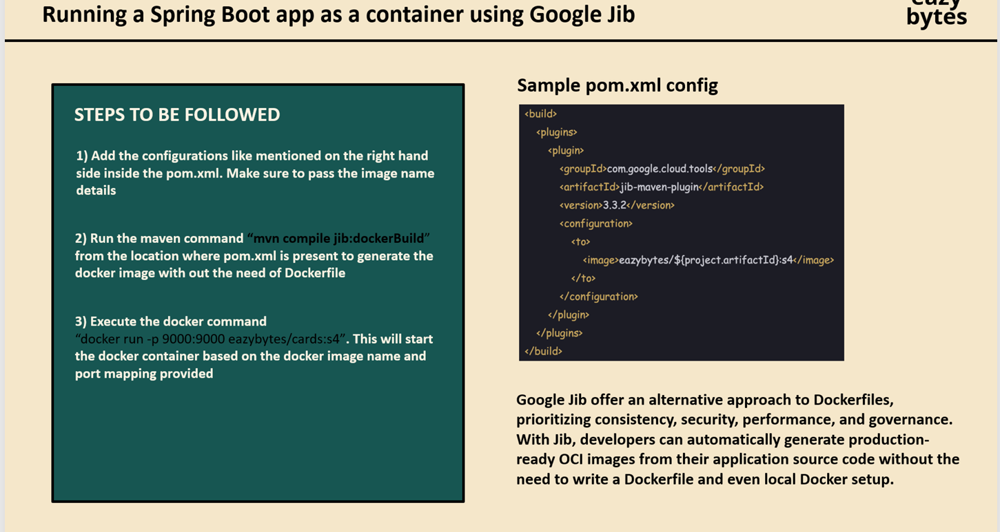 Running a Spring Boot app as a container using Google Jib
eazy
bytes
STEPS TO BE FOLLOWED
1) Add the configurations like mentioned on the right hand
side inside the pom.xml. Make sure to pass the image name
details
2) Run the maven command “mvn compile jib:dockerBuild”
from the location where pom.xml is present to generate the
docker image with out the need of Dockerfile
3) Execute the docker command
“docker run -p 9000:9000 eazybytes/cards:s4”. This will start
the docker container based on the docker image name and
port mapping provided
Sample pom.xml config
<build>
<plugins>
<plugin>
<groupId>com.google.cloud.tools</groupId>
<artifactId>jib-maven-plugin</artifactId>
<version>3.3.2</version>
<configuration>
<to>
<image>eazybytes/${project.artifactId}:s4</image>
</to>
</configuration>
</plugin>
</plugins>
</build>
Google Jib offer an alternative approach to Dockerfiles,
prioritizing consistency, security, performance, and governance.
With Jib, developers can automatically generate production-
ready OCI images from their application source code without the
need to write a Dockerfile and even local Docker setup.